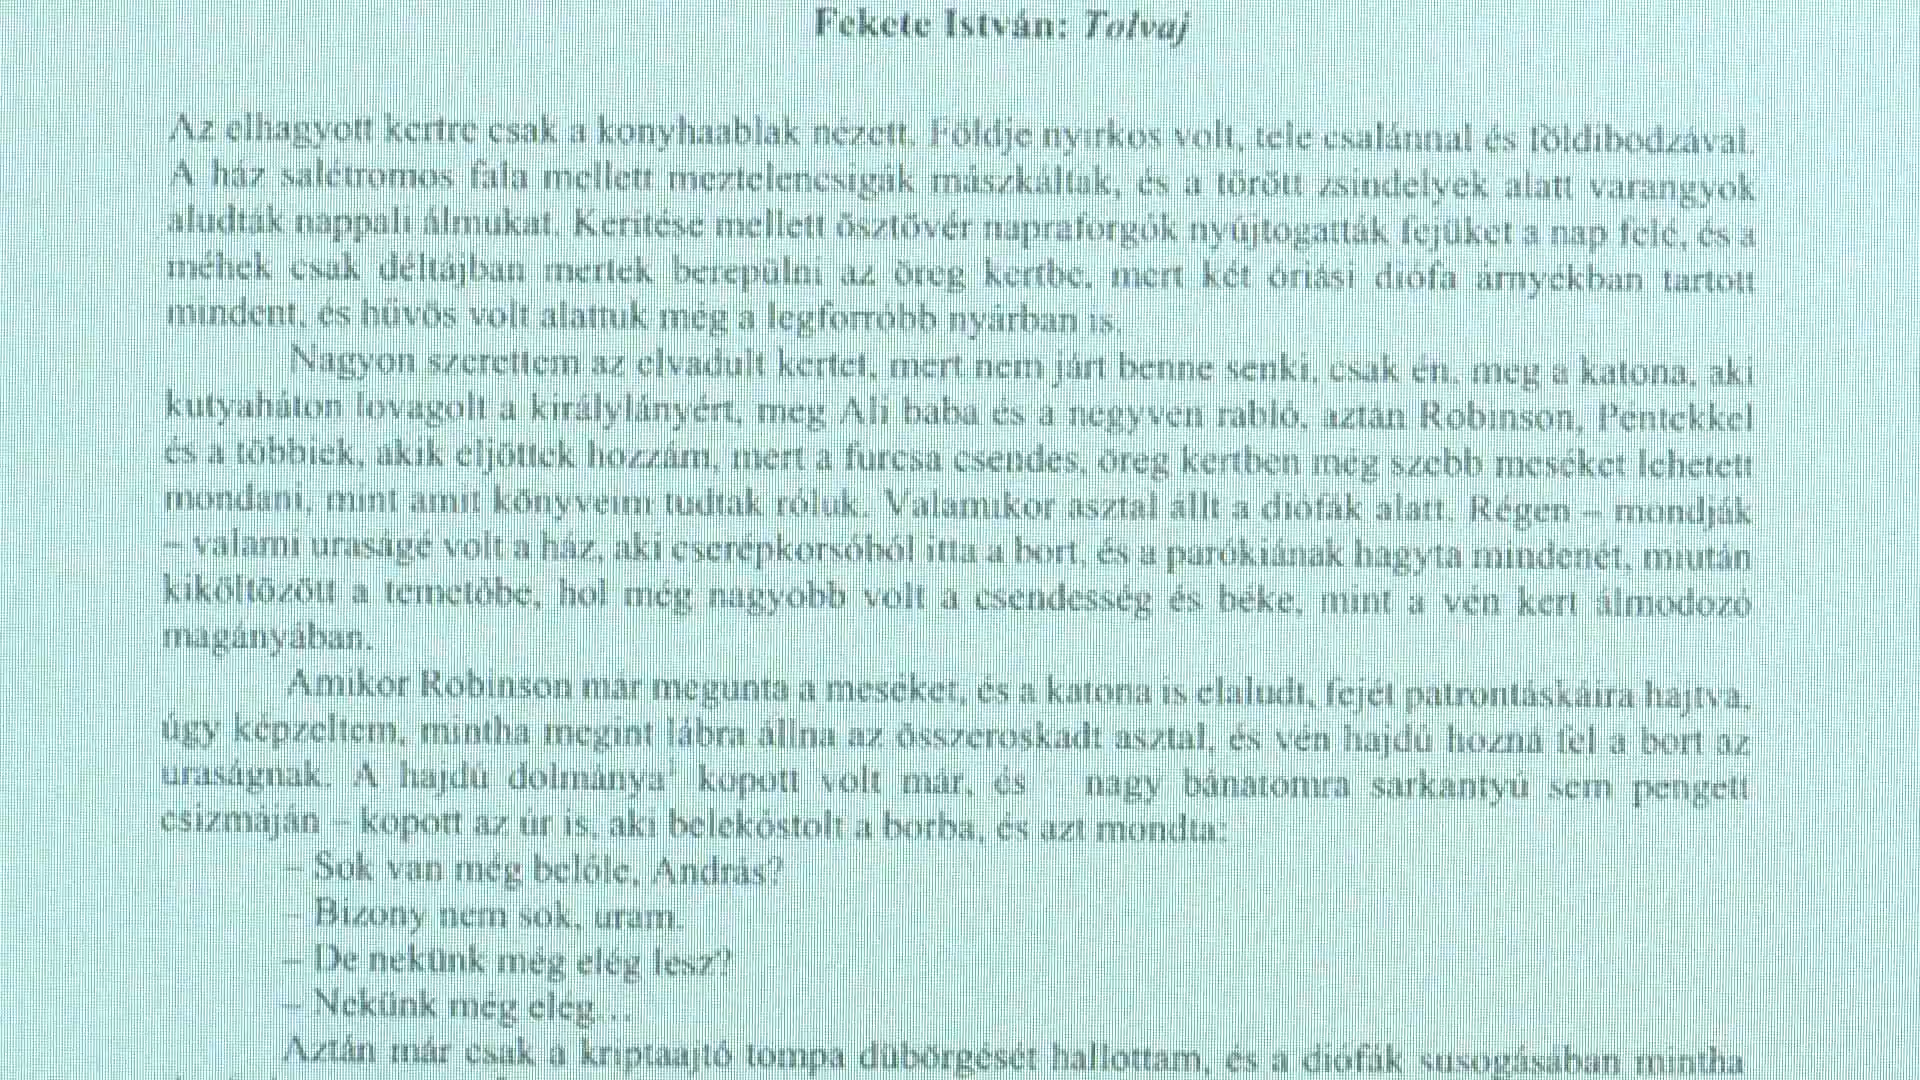 Fekete István: Tolvaj
Az elhagyott kertre csak a konyhaablak nézett. Földje nyirkos volt, tele csalánnal és földibodzával.
A ház salétromos fala mellett meztelencsigák mászkáltak, és a törött zsindelyek alatt varangyok
aludták nappali álmukat. Kerítése mellett ösztövér napraforgók nyújtogatták fejüket a nap felé, és a
méhek csak déltájban mertek berepülni az öreg kertbe, mert két óriási diófa árnyékban tartott
mindent, és hűvös volt alattuk még a legforróbb nyárban is.
Nagyon szerettem az elvadult kertet, mert nem járt benne senki, csak én, meg a katona, aki
kutyaháton lovagolt a királylányért, meg Ali baba és a negyven rabló, aztán Robinson, Péntekkel
és a többiek, akik eljöttek hozzám, mert a furcsa csendes, öreg kertben még szebb meséket lehetett
mondani, mint amit könyveim tudtak róluk. Valamikor asztal állt a diófák alatt. Régen – mondják
– valami uraságé volt a ház, aki cserépkorsóból itta a bort, és a parókiának hagyta mindenét, miután
kiköltözött a temetőbe, hol még nagyobb volt a csendesség és béke, mint a vén kert álmodozó
magányában.
Amikor Robinson már megunta a meséket, és a katona is elaludt, fejét patrontáskáira hajtva,
úgy képzeltem, mintha megint lábra állna az összeroskadt asztal, és vén hajdú hozná fel a bort az
uraságnak. A hajdú dolmánya¹ kopott volt már, és nagy bánatomra sarkantyú sem pengett
csizmáján – kopott az úr is, aki belekóstolt a borba, és azt mondta:
– Sok van még belőle, András?
– Bizony nem sok, uram.
– De nekünk még elég lesz?
– Nekünk még elég…
Aztán már csak a kriptaajtó tompa dübörgését hallottam, és a diófák susogásában mintha